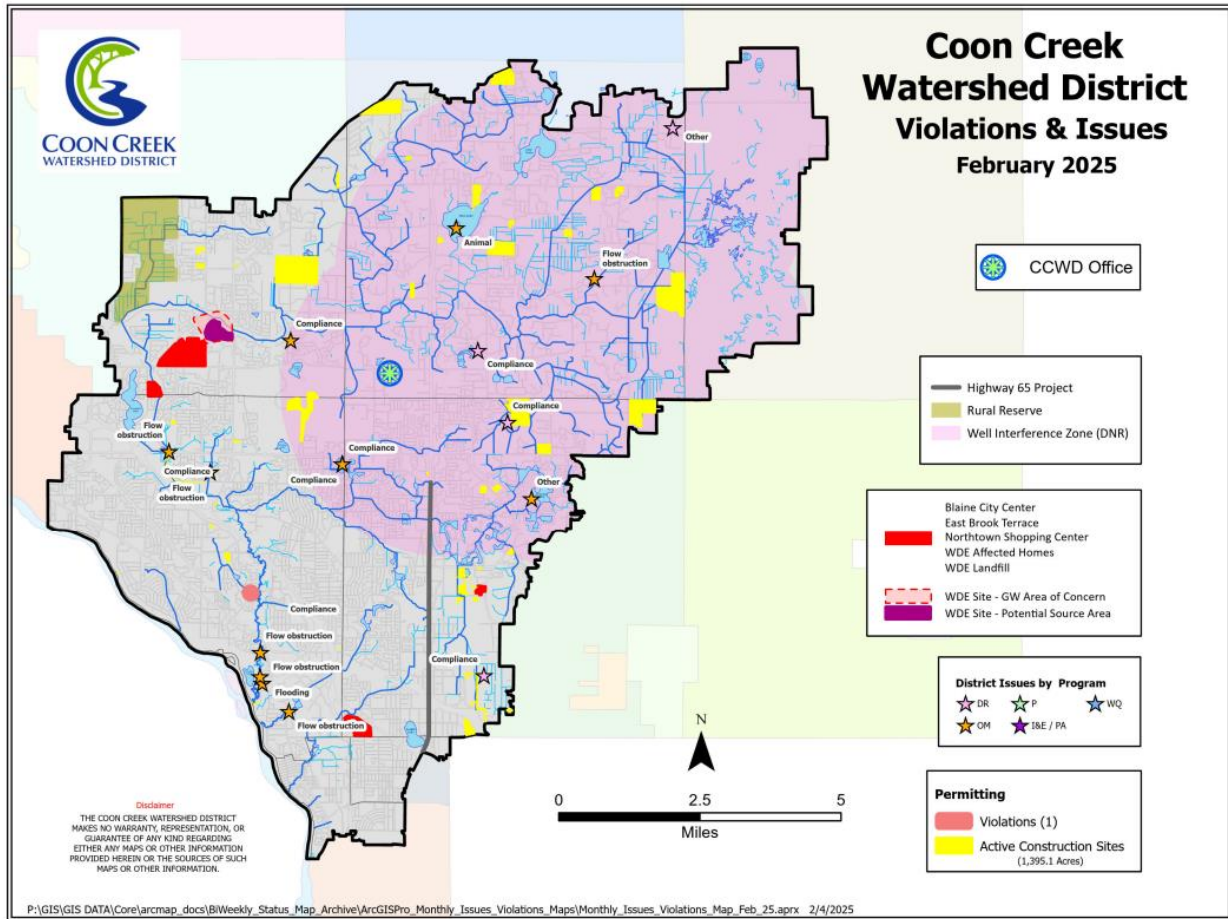 COON CREEK
WATERSHED DISTRICT
Coon Creek
Watershed District
Violations & Issues
February 2025
CCWD Office
Highway 65 Project
Rural Reserve
Well Interference Zone (DNR)
Blaine City Center
East Brook Terrace
Northtown Shopping Center
WDE Affected Homes
WDE Landfill
WDE Site - GW Area of Concern
WDE Site - Potential Source Area
District Issues by Program
DR
P
WQ
OM
I&E / PA
Permitting
Violations (1)
Active Construction Sites
(1,395.1 Acres)
Other
Animal
Flow
obstruction
Compliance
Compliance
Compliance
Flow
obstruction
Compliance
Compliance
Flow
obstruction
Compliance
Other
Compliance
Flow obstruction
Compliance
Flow obstruction
Flooding
Flow obstruction
N
0
2.5
5
Miles
Disclaimer
THE COON CREEK WATERSHED DISTRICT
MAKES NO WARRANTY, REPRESENTATION, OR
GUARANTEE OF ANY KIND REGARDING
EITHER ANY MAPS OR OTHER INFORMATION
PROVIDED HEREIN OR THE SOURCES OF SUCH
MAPS OR OTHER INFORMATION.
P:\GIS\GIS DATA\Core\arcmap_docs\BiWeekly_Status_Map_Archive\ArcGISPro_Monthly_Issues_Violations_Maps\Monthly_Issues_Violations_Map_Feb_25.aprx 2/4/2025